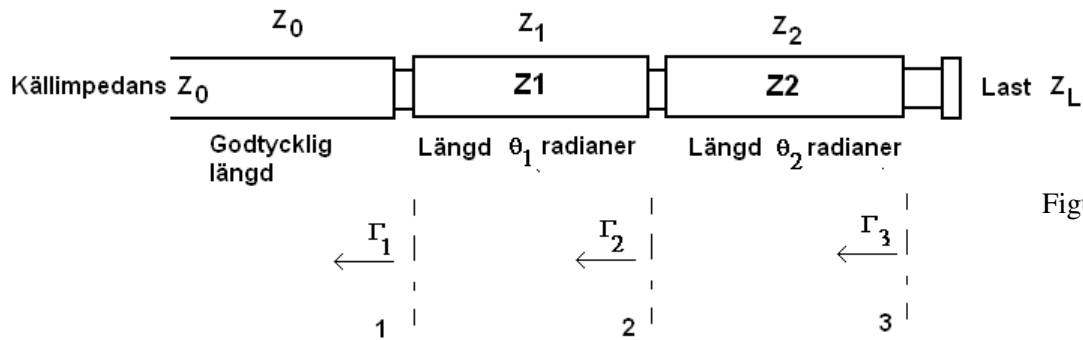 Z0 Z1 Z2
Källimpedans Z0 Z1 Z2 Last ZL
Godtycklig längd
Längd θ1 radianer
Längd θ2 radianer
Figu
Γ1 Γ2 Γ3
1 2 3